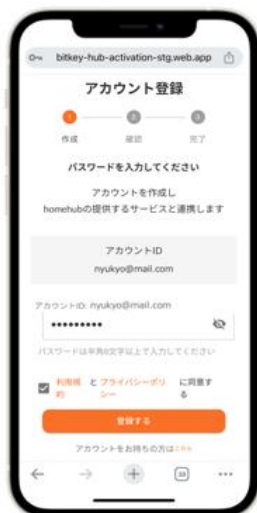 bitkey-hub-activation-stg.web.app
アカウント登録
1 2 3
作成 確認 完了
パスワードを入力してください
アカウントを作成し
homehubの提供するサービスと連携します
アカウントID
nyukyo@mail.com
アカウントID: nyukyo@mail.com
•••••••••
パスワードは半角8文字以上で入力してください
利用規約 と プライバシーポリシー に同意する
登録する
アカウントをお持ちの方はこちら